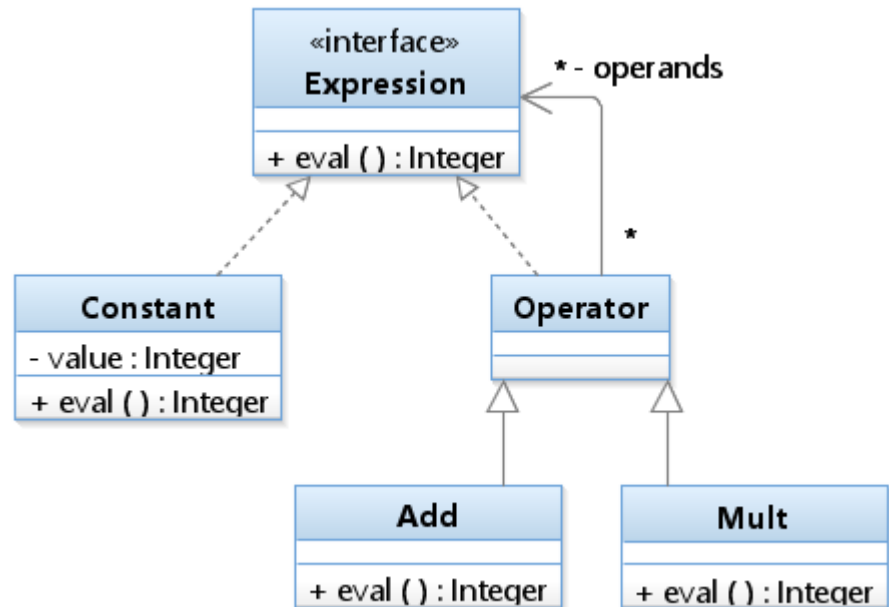 «interface»
Expression
+ eval ( ) : Integer
* - operands
*
Constant
- value : Integer
+ eval ( ) : Integer
Operator
Add
+ eval ( ) : Integer
Mult
+ eval ( ) : Integer